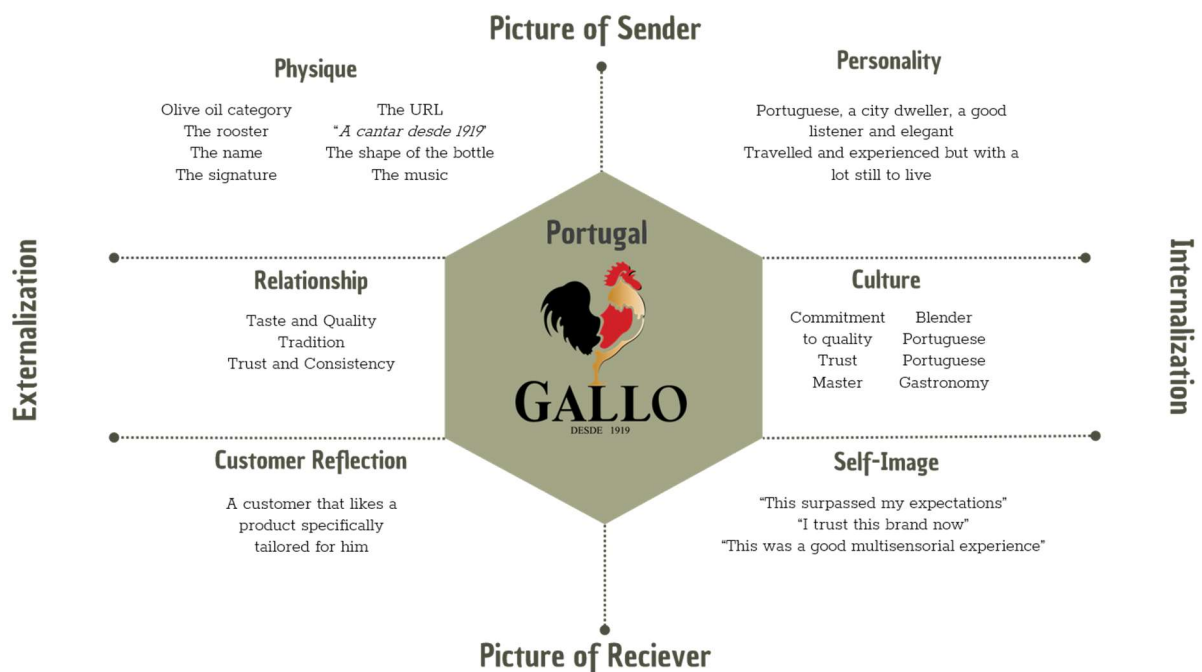 Picture of Sender
Physique
Olive oil category
The rooster
The name
The signature
The URL
“A cantar desde 1919”
The shape of the bottle
The music
Personality
Portuguese, a city dweller, a good
listener and elegant
Travelled and experienced but with a
lot still to live
Externalization
Portugal
GALLO
DESDE 1919
Internalization
Relationship
Taste and Quality
Tradition
Trust and Consistency
Culture
Commitment
to quality
Trust
Master
Blender
Portuguese
Portuguese
Gastronomy
Customer Reflection
A customer that likes a
product specifically
tailored for him
Self-Image
“This surpassed my expectations”
“I trust this brand now”
“This was a good multisensorial experience”
Picture of Reciever